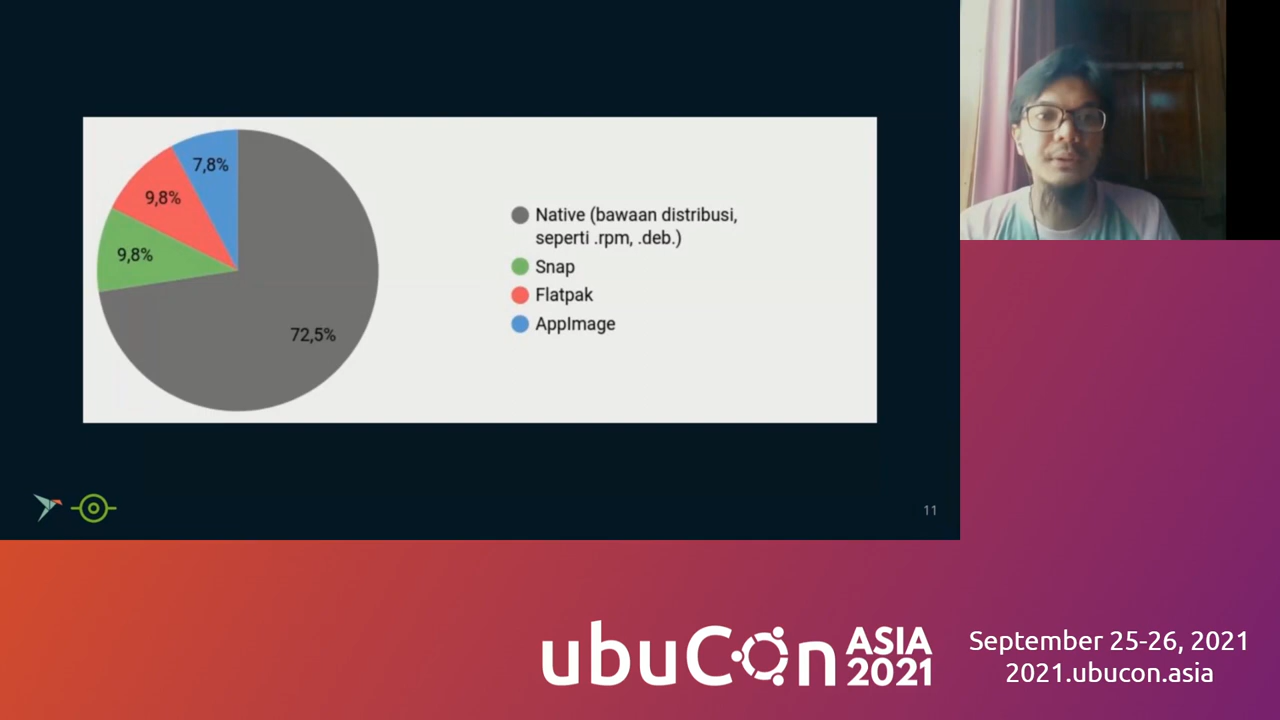 7,8%
9,8%
9,8%
72,5%
Native (bawaan distribusi,
seperti .rpm, .deb.)
Snap
Flatpak
AppImage
11
ubuCon ASIA 2021
September 25-26, 2021
2021.ubucon.asia